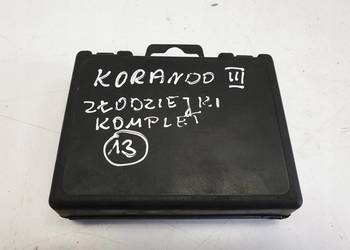 KORANDO III
ZŁODZIEJKI
KOMPLET
13